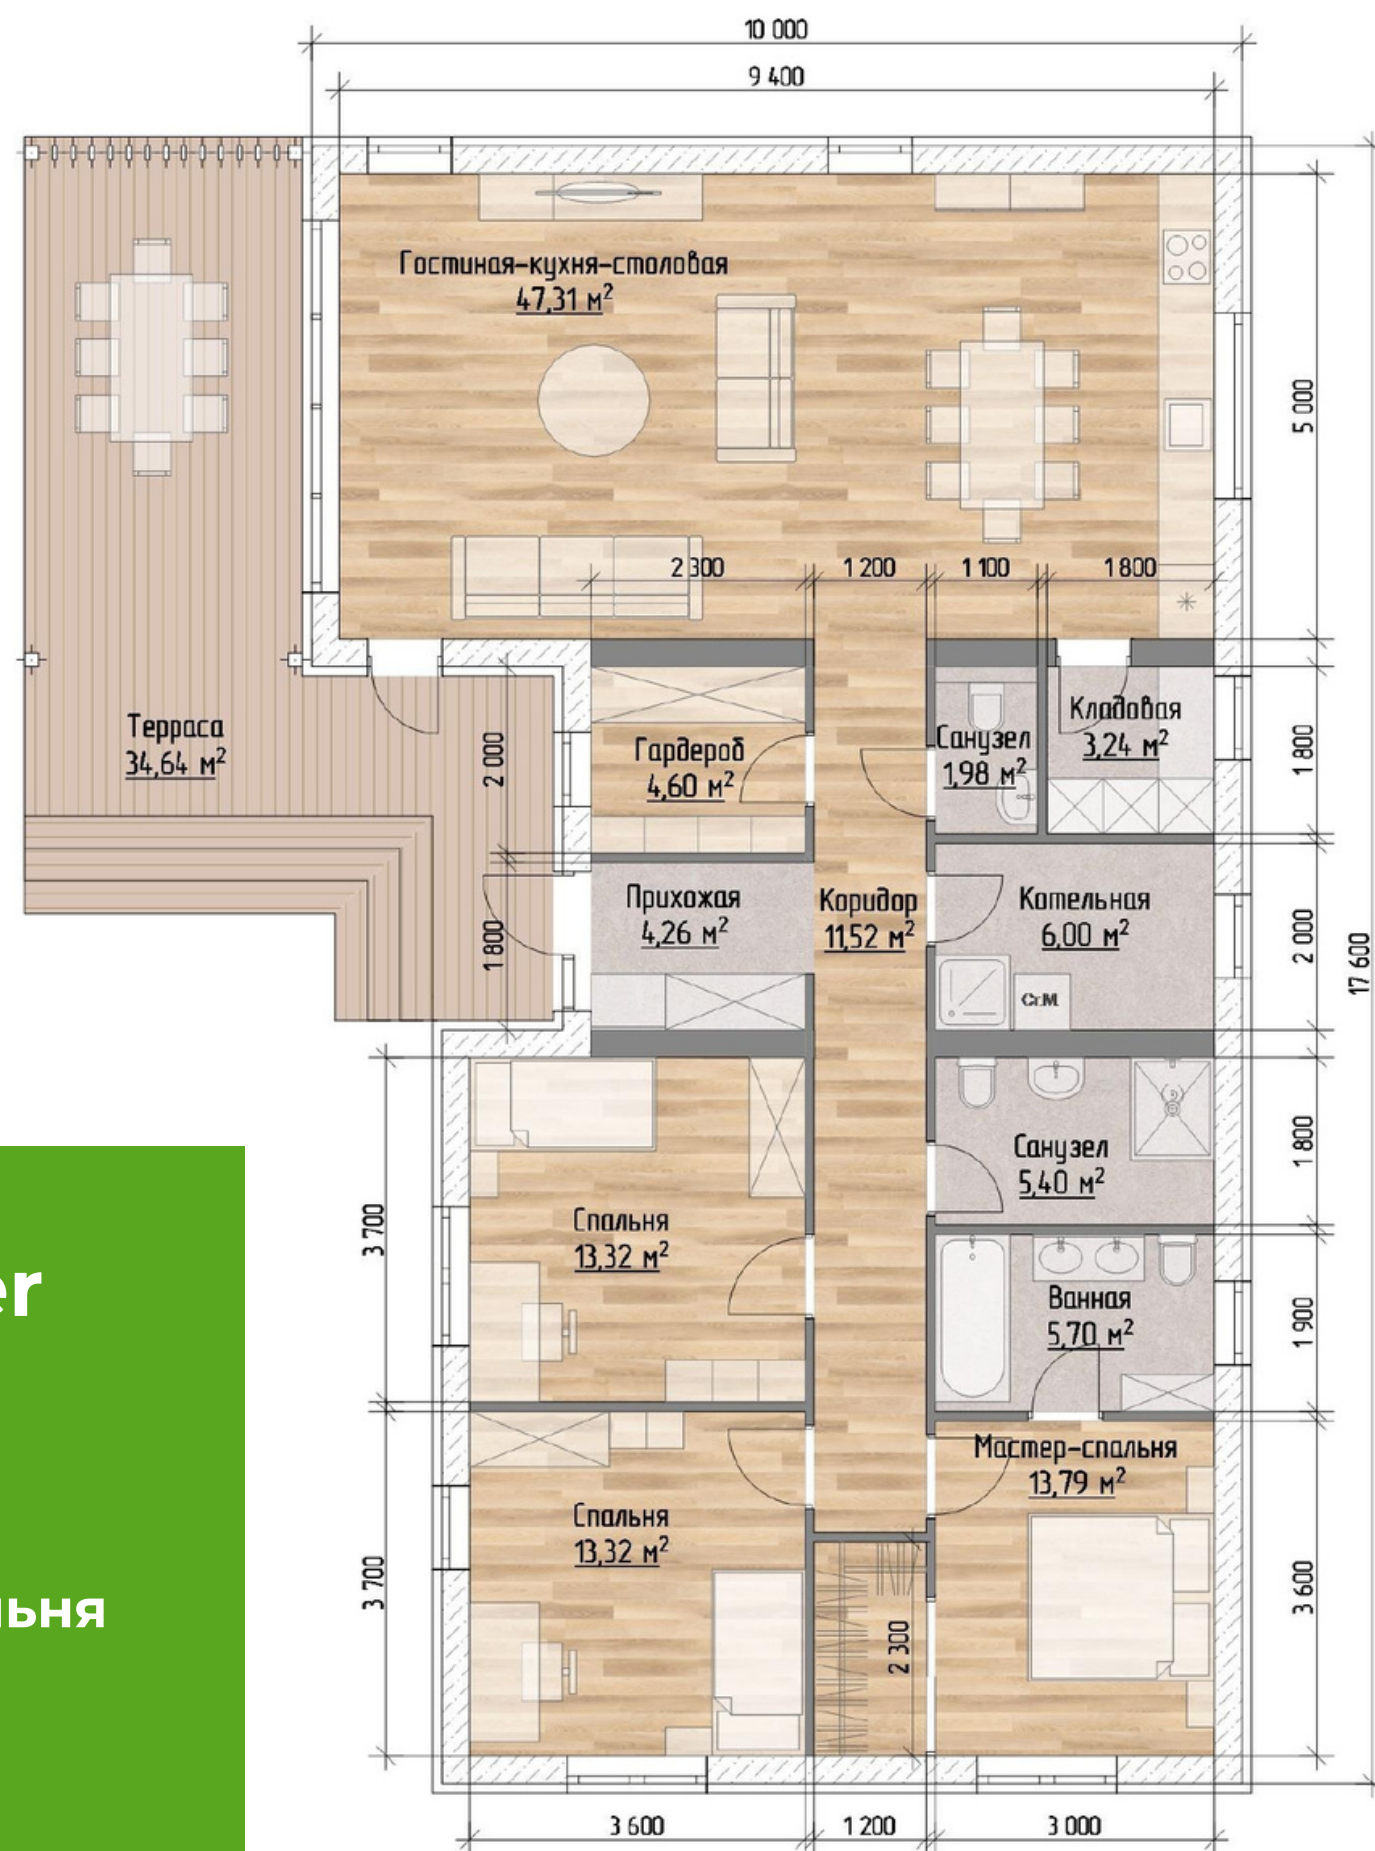 10 000
9 400
Гостиная-кухня-столовая
47,31 м²
5 000
2 300
1 200
1 100
1 800
Терраса
34,64 м²
2 000
Гардероб
4,60 м²
Санузел
1,98 м²
Кладовая
3,24 м²
1 800
1 800
Прихожая
4,26 м²
Коридор
11,52 м²
Котельная
6,00 м²
2 000
17 600
Ст.М.
3 700
Спальня
13,32 м²
Санузел
5,40 м²
1 800
Ванная
5,70 м²
1 900
er
Мастер-спальня
13,79 м²
Спальня
13,32 м²
3 700
2 300
3 600
льня
3 600
1 200
3 000